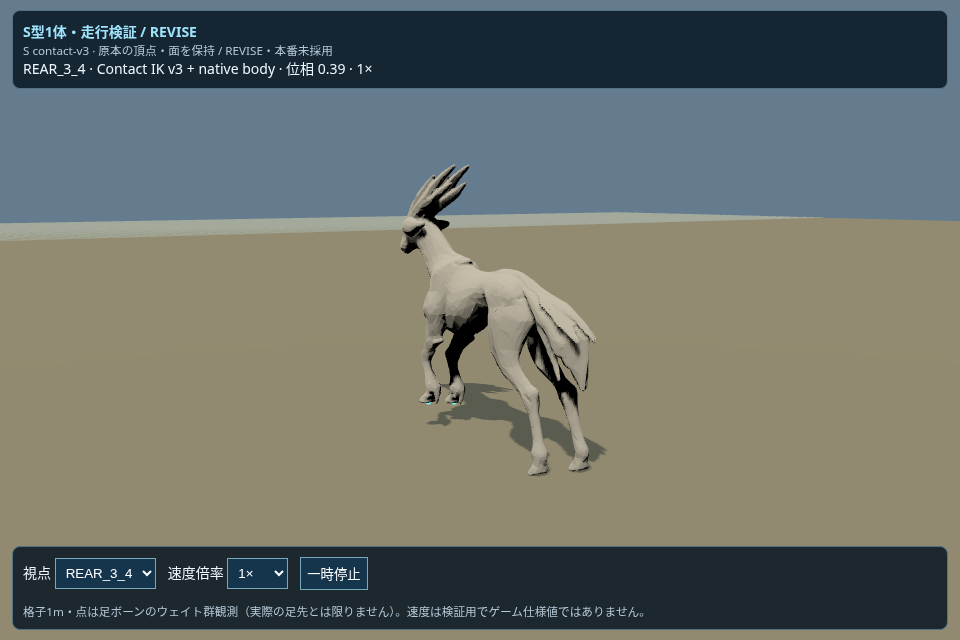 S型1体・走行検証 / REVISE
S contact-v3 · 原本の頂点・面を保持 / REVISE・本番未採用
REAR_3_4 · Contact IK v3 + native body · 位相 0.39 · 1×
視点 REAR_3_4 速度倍率 1× 一時停止
格子1m・点は足ボーンのウェイト群観測（実際の足先とは限りません）。速度は検証用でゲーム仕様値ではありません。